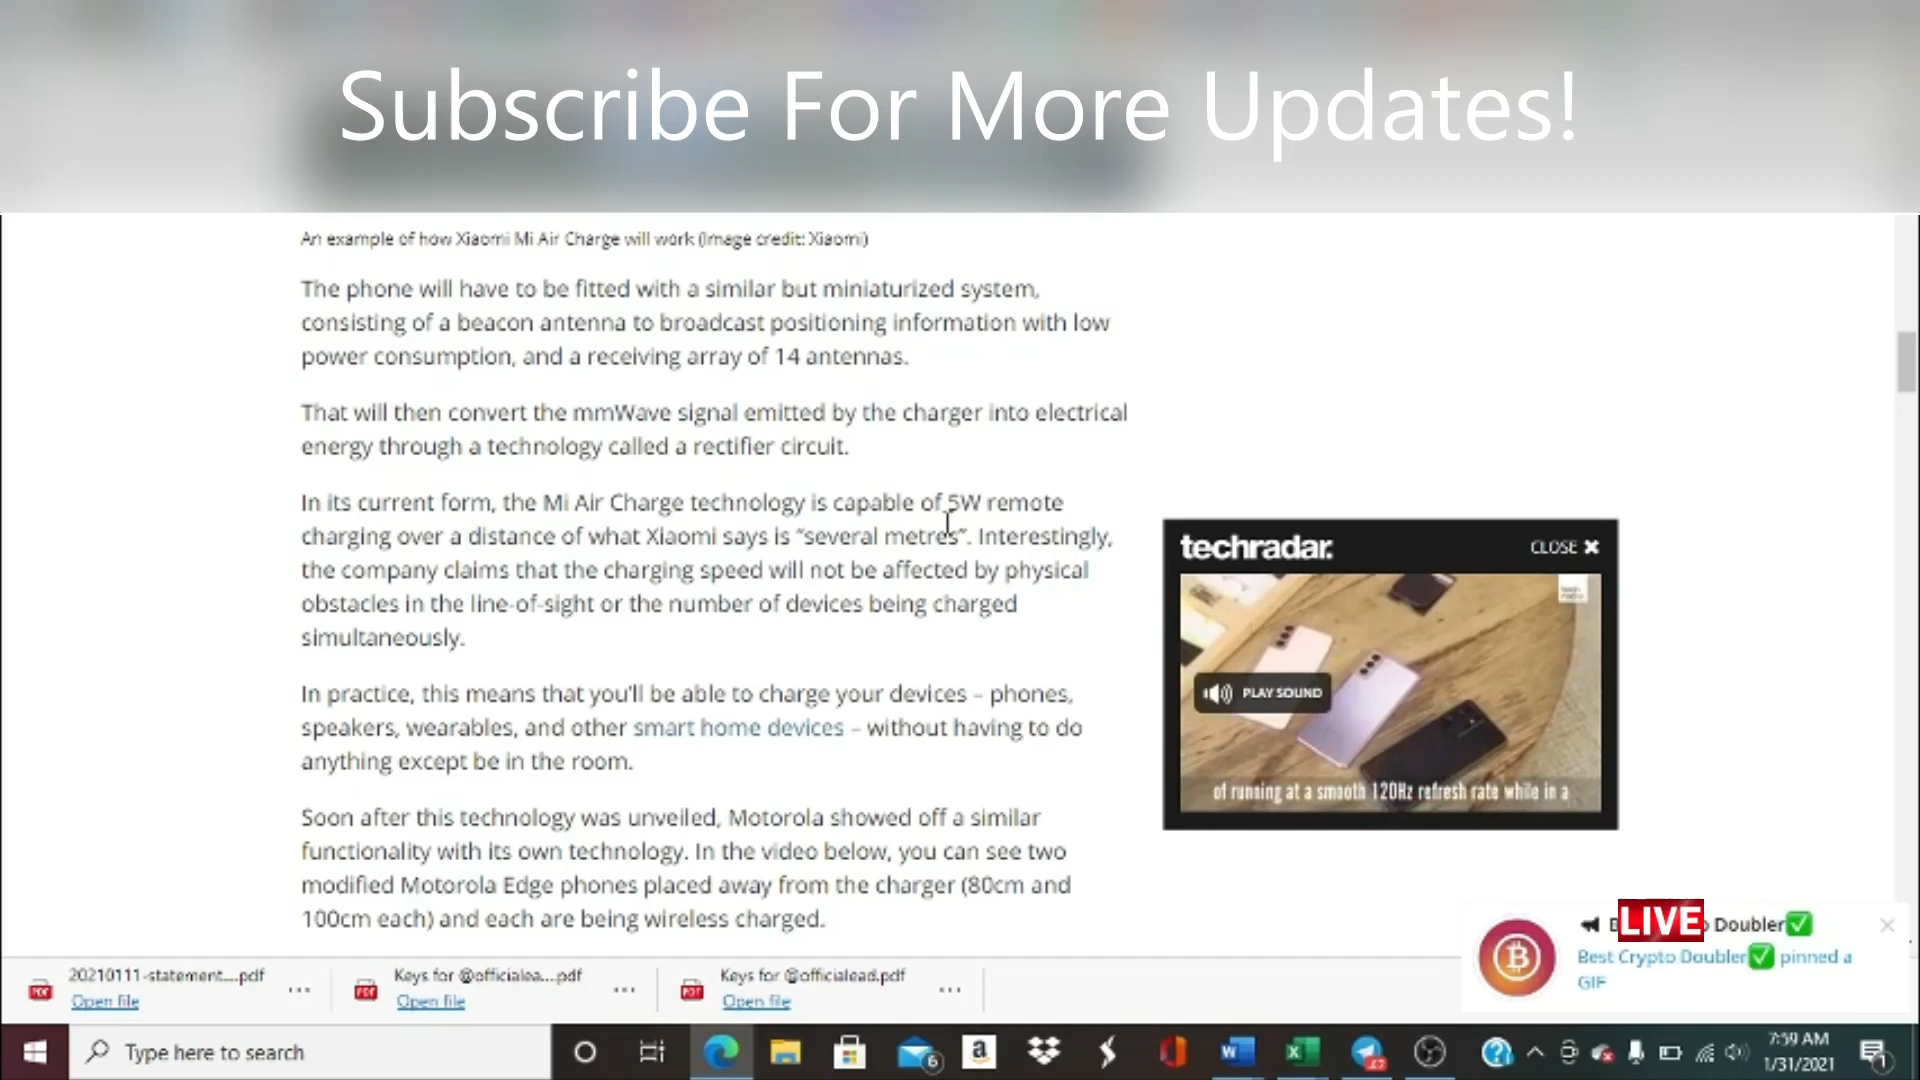 Subscribe For More Updates!
An example of how Xiaomi Mi Air Charge will work (Image credit: Xiaomi)
The phone will have to be fitted with a similar but miniaturized system,
consisting of a beacon antenna to broadcast positioning information with low
power consumption, and a receiving array of 14 antennas.
That will then convert the mmWave signal emitted by the charger into electrical
energy through a technology called a rectifier circuit.
In its current form, the Mi Air Charge technology is capable of 5W remote
charging over a distance of what Xiaomi says is “several metres”. Interestingly,
the company claims that the charging speed will not be affected by physical
obstacles in the line-of-sight or the number of devices being charged
simultaneously.
In practice, this means that you'll be able to charge your devices – phones,
speakers, wearables, and other smart home devices – without having to do
anything except be in the room.
Soon after this technology was unveiled, Motorola showed off a similar
functionality with its own technology. In the video below, you can see two
modified Motorola Edge phones placed away from the charger (80cm and
100cm each) and each are being wireless charged.
techradar.
CLOSE
PLAY SOUND
of running at a smooth 120Hz refresh rate while in a
LIVE
Doubler
Best Crypto Doubler pinned a
GIF
20210111-statement....pdf
Open file
Keys for @officialea...pdf
Open file
Keys for @officialead.pdf
Open file
Type here to search
6
7:59 AM
1/31/2021
1